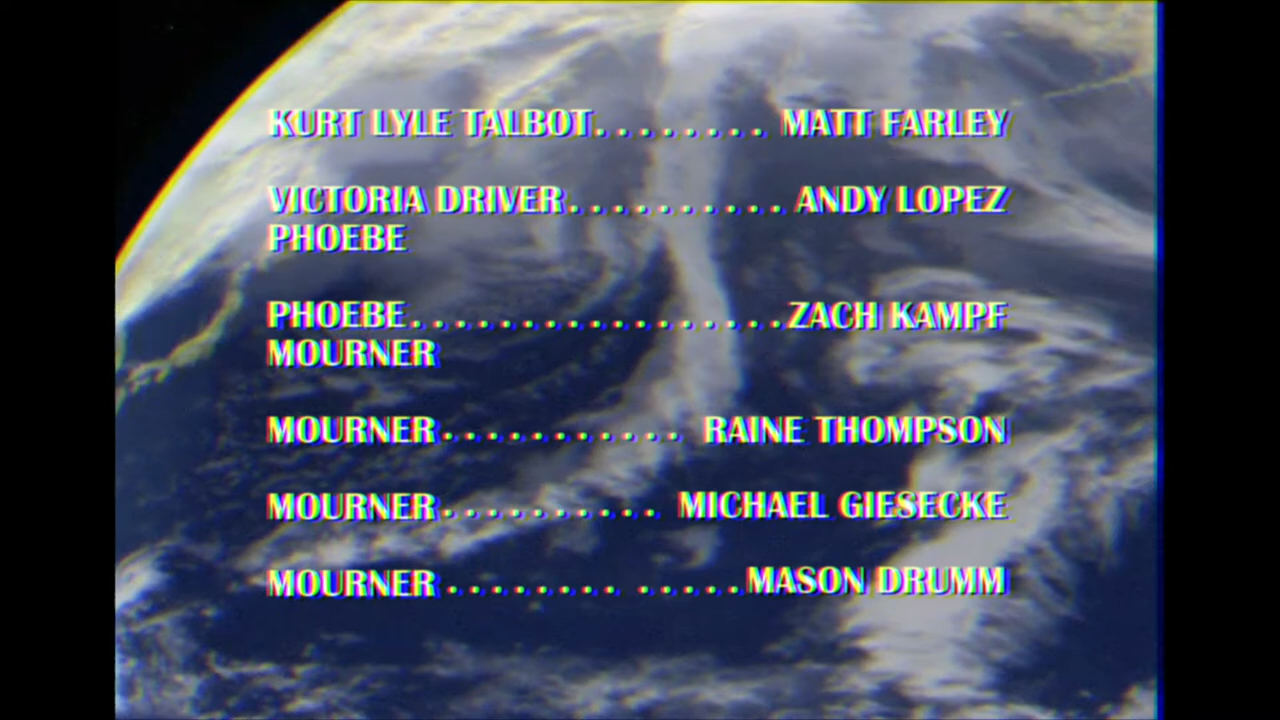 KURT LYLE TALBOT........ MATT FARLEY
VICTORIA DRIVER.......... ANDY LOPEZ
PHOEBE
PHOEBE.................ZACH KAMPF
MOURNER
MOURNER........... RAINE THOMPSON
MOURNER.......... MICHAEL GIESECKE
MOURNER ........ .....MASON DRUMM